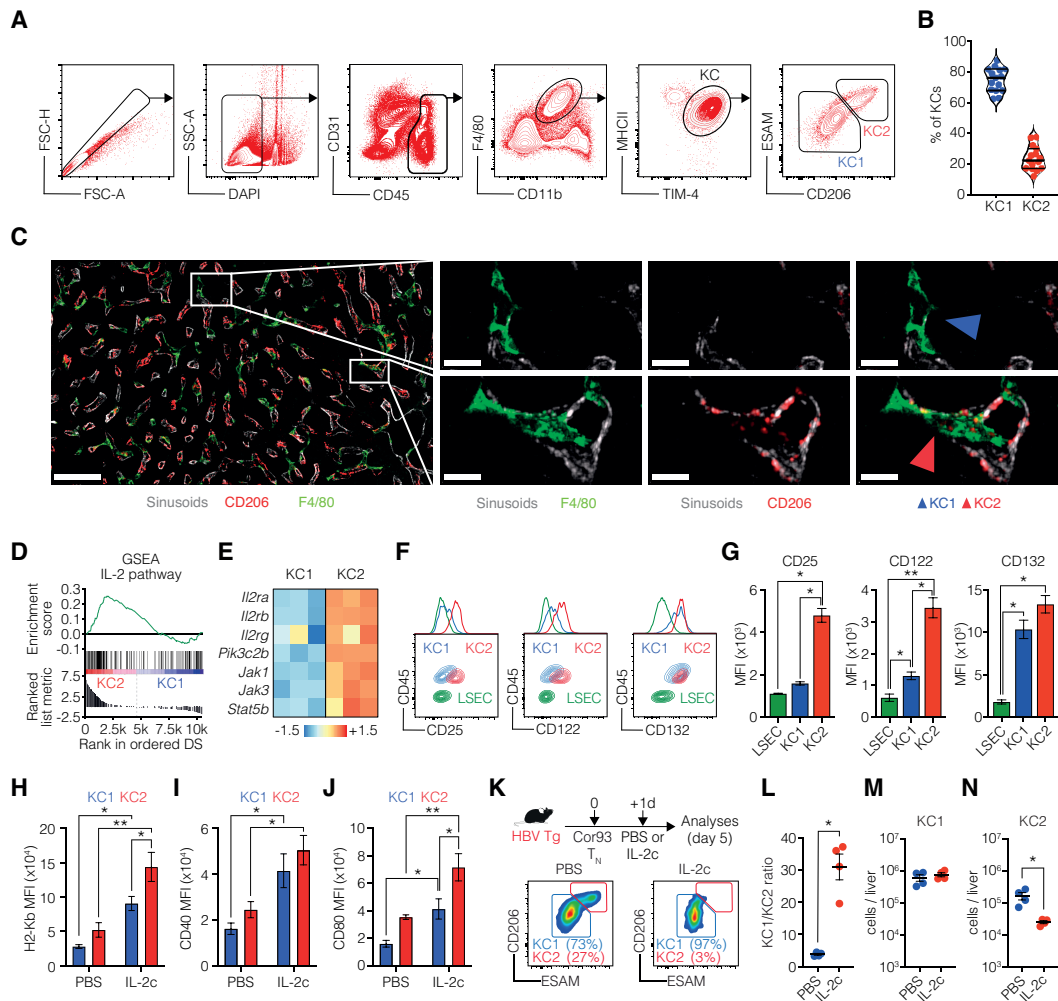 A
FSC-H
FSC-A
SSC-A
DAPI
CD31
CD45
F4/80
CD11b
KC
MHCII
TIM-4
ESAM
KC2
KC1
CD206
B
% of KCs
100
80
60
40
20
0
KC1 KC2
C
Sinusoids CD206 F4/80
Sinusoids F4/80
Sinusoids CD206
KC1 KC2
D
GSEA
IL-2 pathway
Enrichment score
0.3
0.2
0.1
0.0
-0.1
KC2 KC1
Ranked list metric
7.5
2.5
-2.5
0 2.5k 5k 7.5k 10k
Rank in ordered DS
E
KC1 KC2
Il2ra
Il2rb
Il2rg
Pik3c2b
Jak1
Jak3
Stat5b
-1.5 +1.5
F
KC1 KC2
LSEC
CD45
CD25
KC1 KC2
LSEC
CD45
CD122
KC1 KC2
LSEC
CD45
CD132
G
CD25
MFI (x10³)
6
4
2
0
* *
LSEC KC1 KC2
CD122
MFI (x10³)
4
3
2
1
0
** * *
LSEC KC1 KC2
CD132
MFI (x10³)
15
10
5
0
* *
LSEC KC1 KC2
H
KC1 KC2
H2-Kb MFI (x10⁴)
20
15
10
5
0
* ** *
PBS IL-2c
I
KC1 KC2
CD40 MFI (x10⁴)
6
4
2
0
* *
PBS IL-2c
J
KC1 KC2
CD80 MFI (x10⁴)
10
8
6
4
2
0
** * *
PBS IL-2c
K
HBV Tg
0 +1d
Cor93 T_N
PBS or IL-2c
Analyses (day 5)
PBS
KC1 (73%)
KC2 (27%)
CD206
ESAM
IL-2c
KC1 (97%)
KC2 (3%)
CD206
ESAM
L
KC1/KC2 ratio
40
30
20
10
0
*
PBS IL-2c
M
KC1
cells / liver
10⁷
10⁶
10⁵
10⁴
10³
PBS IL-2c
N
KC2
cells / liver
10⁷
10⁶
10⁵
10⁴
10³
*
PBS IL-2c